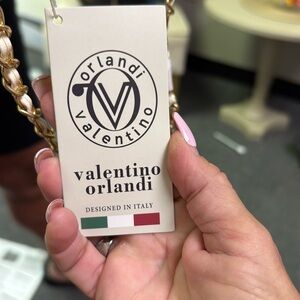 orlandi
valentino
valentino
orlandi
DESIGNED IN ITALY